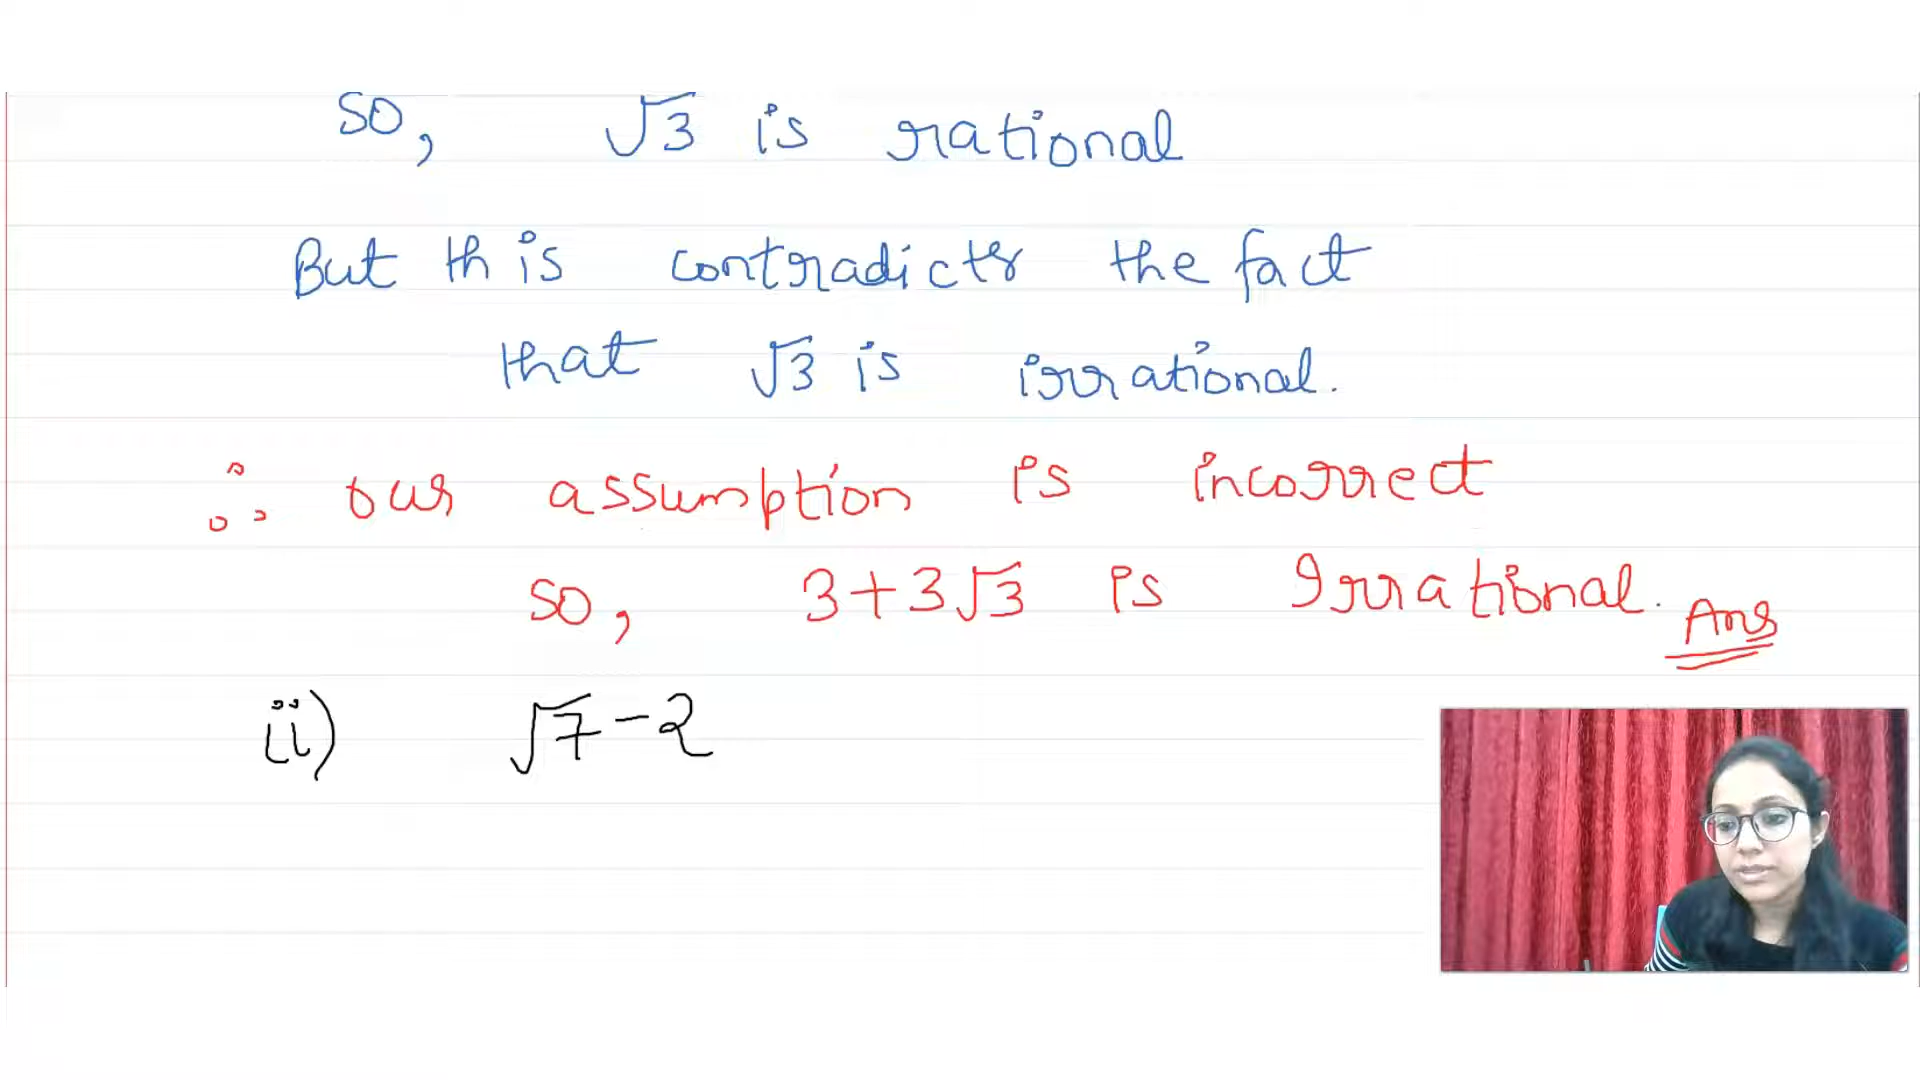 so, √3 is rational
But this contradicts the fact
that √3 is irrational.
∴ our assumption is incorrect
so, 3+3√3 is Irrational. Ans
ii) √7-2